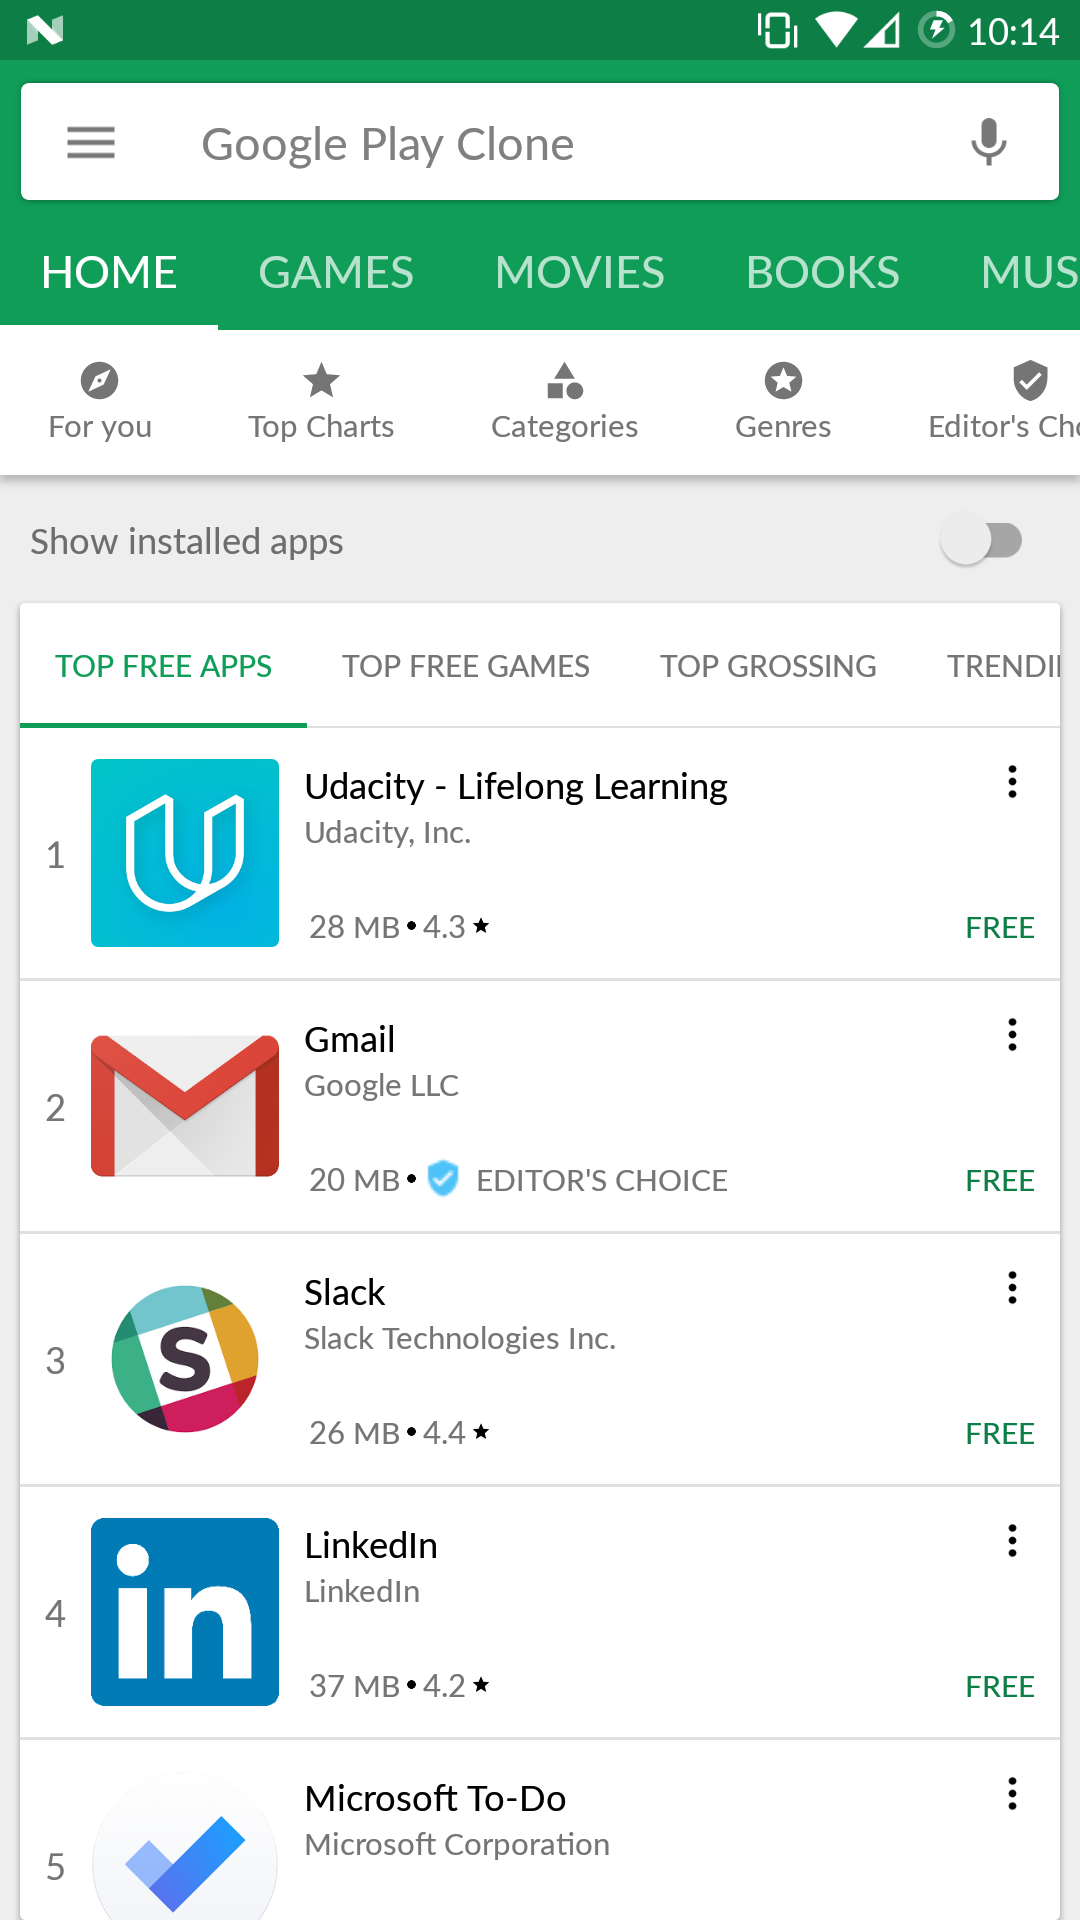 10:14
Google Play Clone
HOME GAMES MOVIES BOOKS MUS
For you Top Charts Categories Genres Editor's Cho
Show installed apps
TOP FREE APPS TOP FREE GAMES TOP GROSSING TRENDI
1
Udacity - Lifelong Learning
Udacity, Inc.
28 MB • 4.3 ★ FREE
2
Gmail
Google LLC
20 MB • EDITOR'S CHOICE FREE
3
S
Slack
Slack Technologies Inc.
26 MB • 4.4 ★ FREE
4
in
LinkedIn
LinkedIn
37 MB • 4.2 ★ FREE
5
Microsoft To-Do
Microsoft Corporation